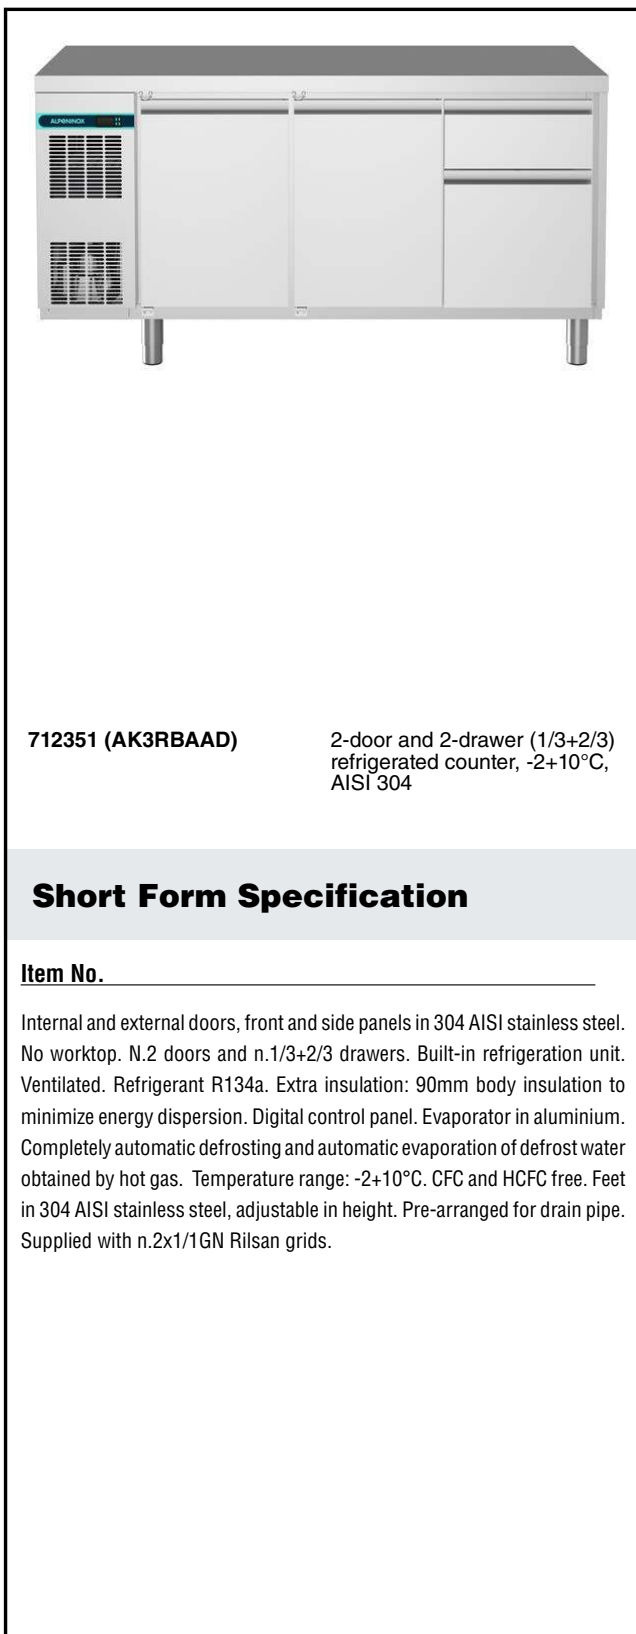 ALPENINOX
712351 (AK3RBAAD)
2-door and 2-drawer (1/3+2/3)
refrigerated counter, -2+10°C,
AISI 304
Short Form Specification
Item No.
Internal and external doors, front and side panels in 304 AISI stainless steel.
No worktop. N.2 doors and n.1/3+2/3 drawers. Built-in refrigeration unit.
Ventilated. Refrigerant R134a. Extra insulation: 90mm body insulation to
minimize energy dispersion. Digital control panel. Evaporator in aluminium.
Completely automatic defrosting and automatic evaporation of defrost water
obtained by hot gas. Temperature range: -2+10°C. CFC and HCFC free. Feet
in 304 AISI stainless steel, adjustable in height. Pre-arranged for drain pipe.
Supplied with n.2x1/1GN Rilsan grids.